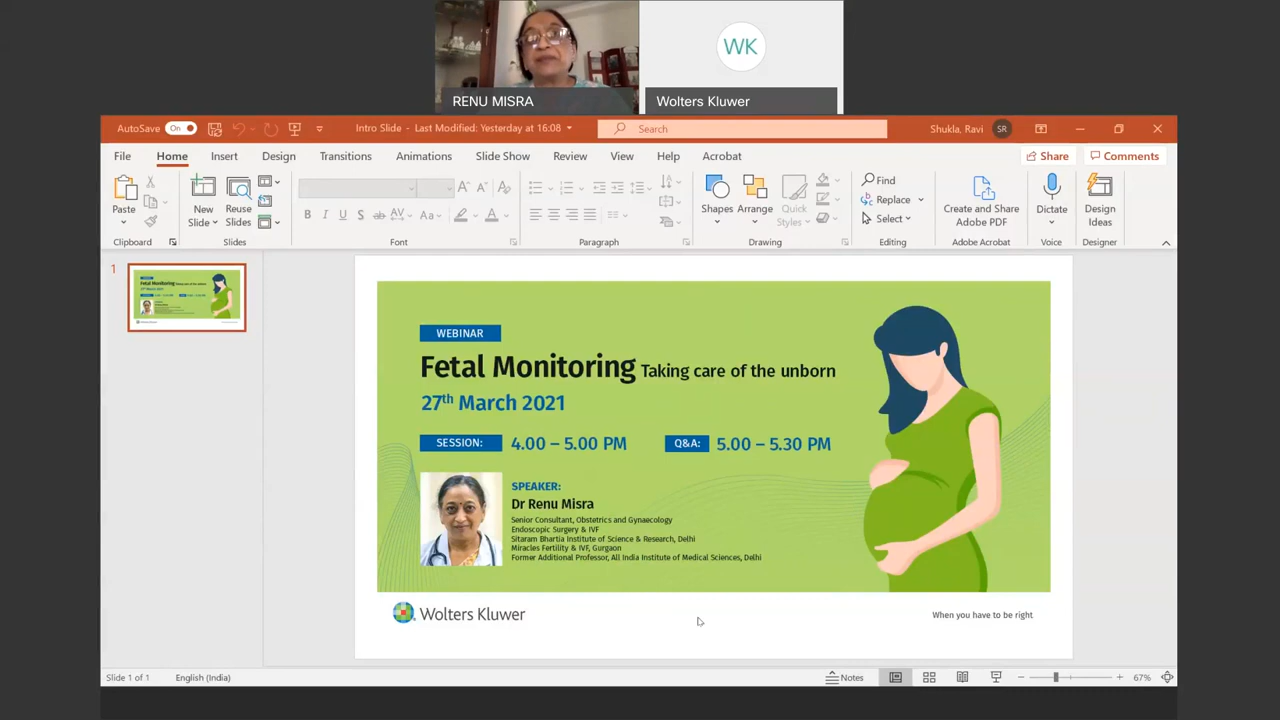 WK
RENU MISRA
Wolters Kluwer
AutoSave On
Intro Slide - Last Modified: Yesterday at 16:08
Search
Shukla, Ravi SR
File Home Insert Design Transitions Animations Slide Show Review View Help Acrobat Share Comments
Paste
New Slides
Reuse Slides
B I U S ab AV Aa A
Shapes Arrange Quick Styles
Find
Replace
Select
Create and Share Adobe PDF
Dictate
Design Ideas
Clipboard Slides Font Paragraph Drawing Editing Adobe Acrobat Voice Designer
1
WEBINAR
Fetal Monitoring Taking care of the unborn
27th March 2021
SESSION: 4.00 – 5.00 PM Q&A: 5.00 – 5.30 PM
SPEAKER:
Dr Renu Misra
Senior Consultant, Obstetrics and Gynaecology
Endoscopic Surgery & IVF
Sitaram Bhartia Institute of Science & Research, Delhi
Miracles Fertility & IVF, Gurgaon
Former Additional Professor, All India Institute of Medical Sciences, Delhi
Wolters Kluwer
When you have to be right
Slide 1 of 1 English (India) Notes 67%